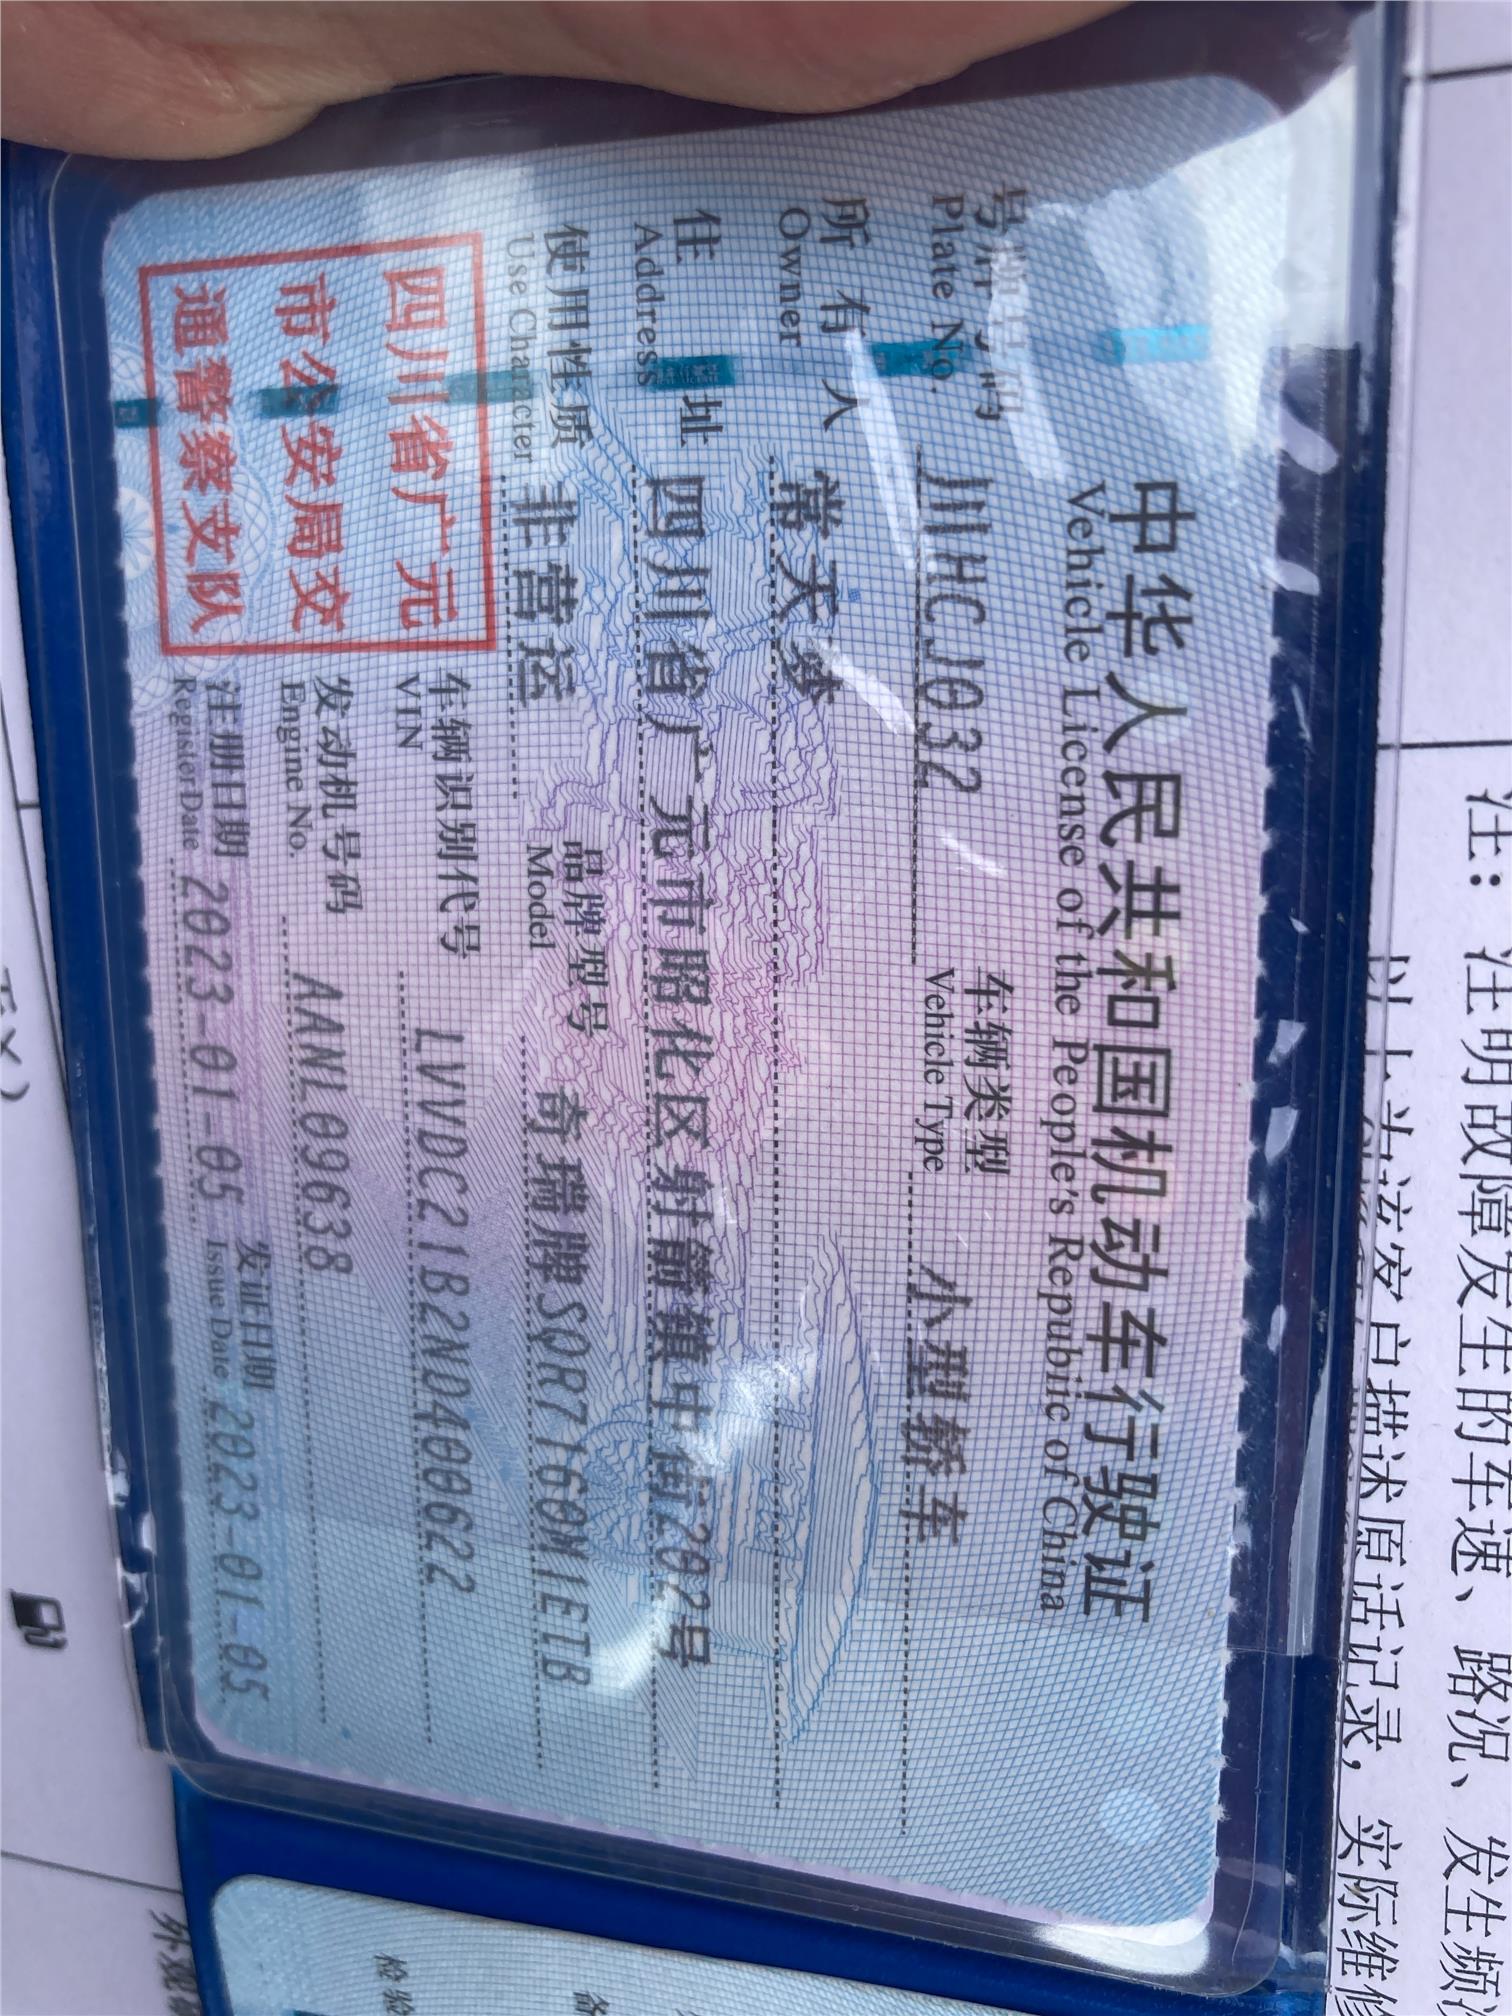 中华人民共和国机动车行驶证
Vehicle License of the People's Republic of China
号牌号码
Plate No.
川HCJ032
车辆类型
Vehicle Type
小型轿车
所有人
Owner
常天梦
住址
Address
四川省广元市昭化区射箭镇中街202号
使用性质
Use Character
非营运
品牌型号
Model
奇瑞牌SQR7160W1ETB
四川省广元
市公安局交
通警察支队
车辆识别代号
VIN
LVVDC21B2ND400622
发动机号码
Engine No.
AANL09638
注册日期
Register Date
2023-01-05
发证日期
Issue Date
2023-01-05
注：注明故障发生的车速、路况、发生频
描述原话记录，实际维修
检验
备